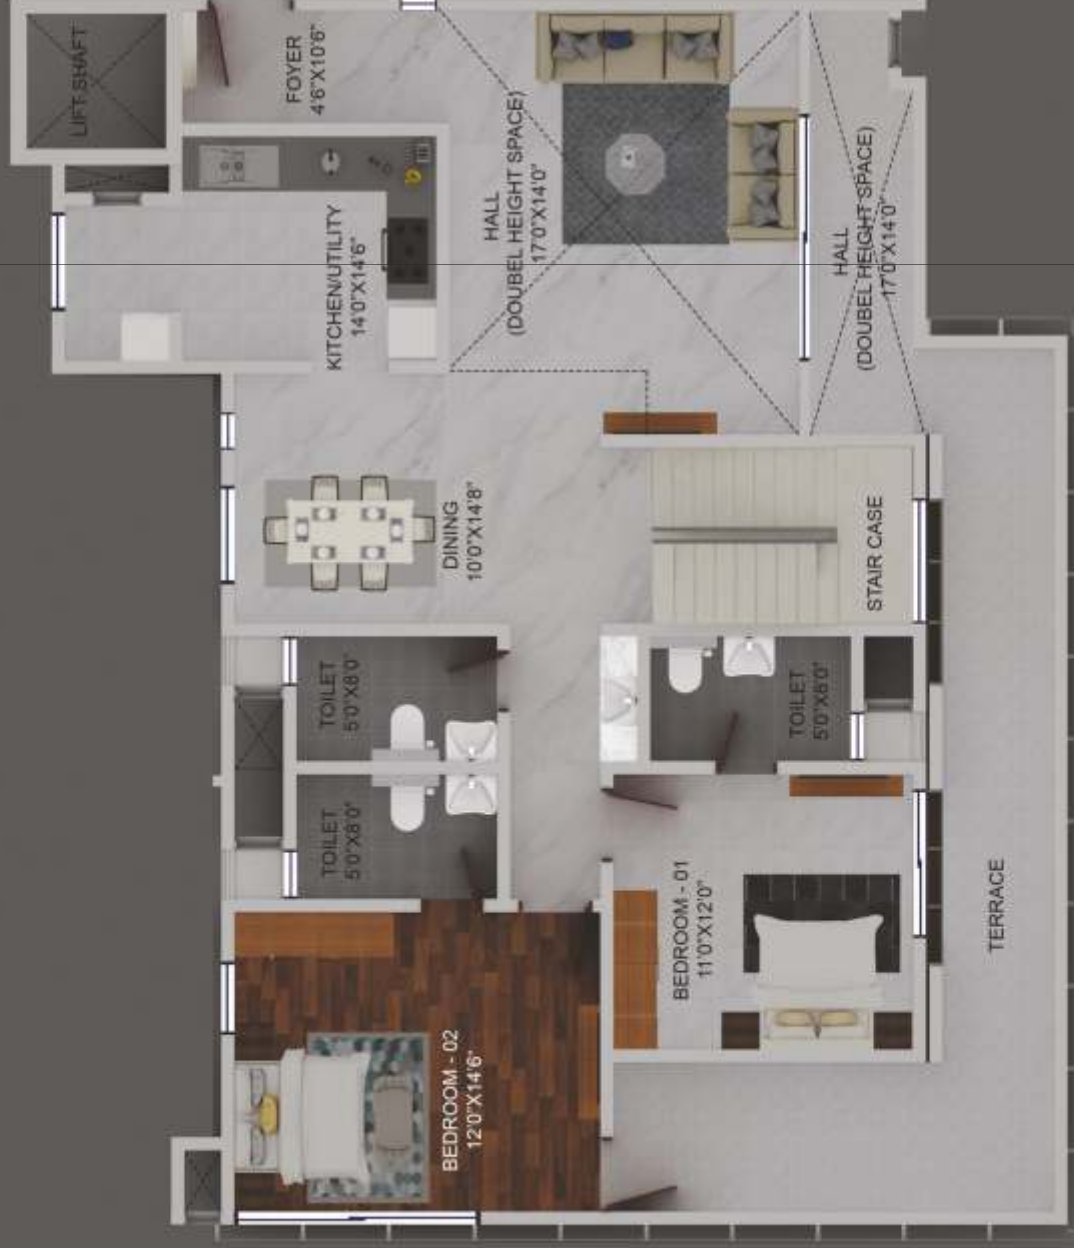 LIFT SHAFT
FOYER
4'6"X10'6"
KITCHEN/UTILITY
14'0"X14'6"
HALL
(DOUBEL HEIGHT SPACE)
17'0"X14'0"
HALL
(DOUBEL HEIGHT SPACE)
17'0"X14'0"
DINING
10'0"X14'8"
STAIR CASE
TOILET
5'0"X8'0"
TOILET
5'0"X8'0"
TOILET
5'0"X8'0"
BEDROOM - 01
11'0"X12'0"
TERRACE
BEDROOM - 02
12'0"X14'6"